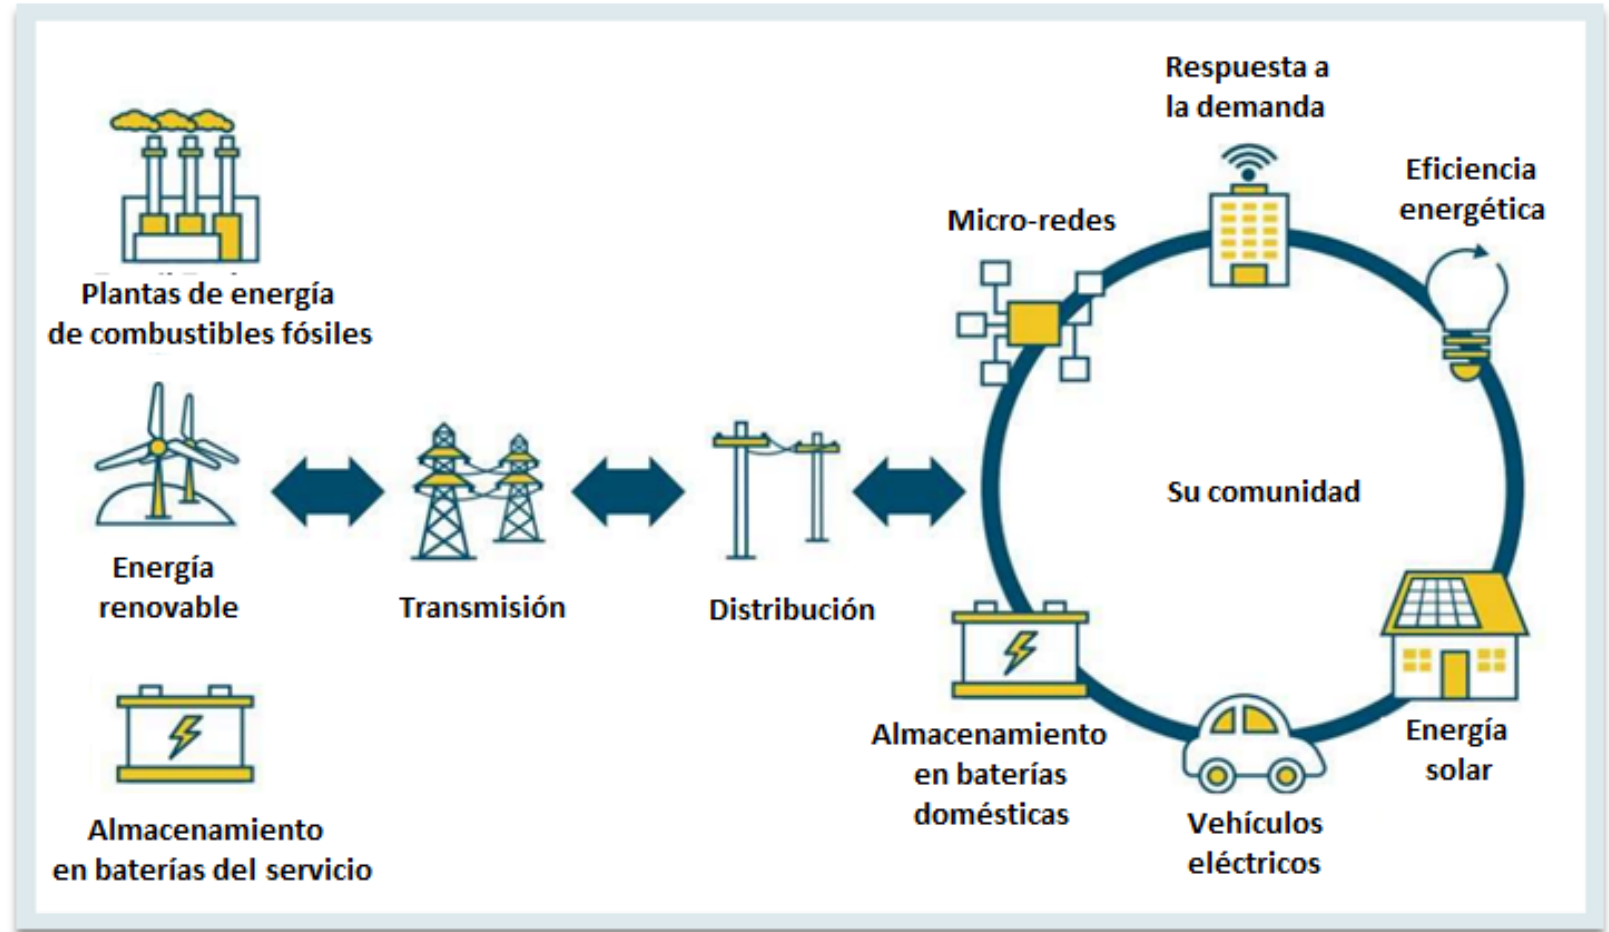 Plantas de energía
de combustibles fósiles
Energía
renovable
Almacenamiento
en baterías del servicio
Transmisión
Distribución
Respuesta a
la demanda
Eficiencia
energética
Micro-redes
Su comunidad
Almacenamiento
en baterías
domésticas
Vehículos
eléctricos
Energía
solar